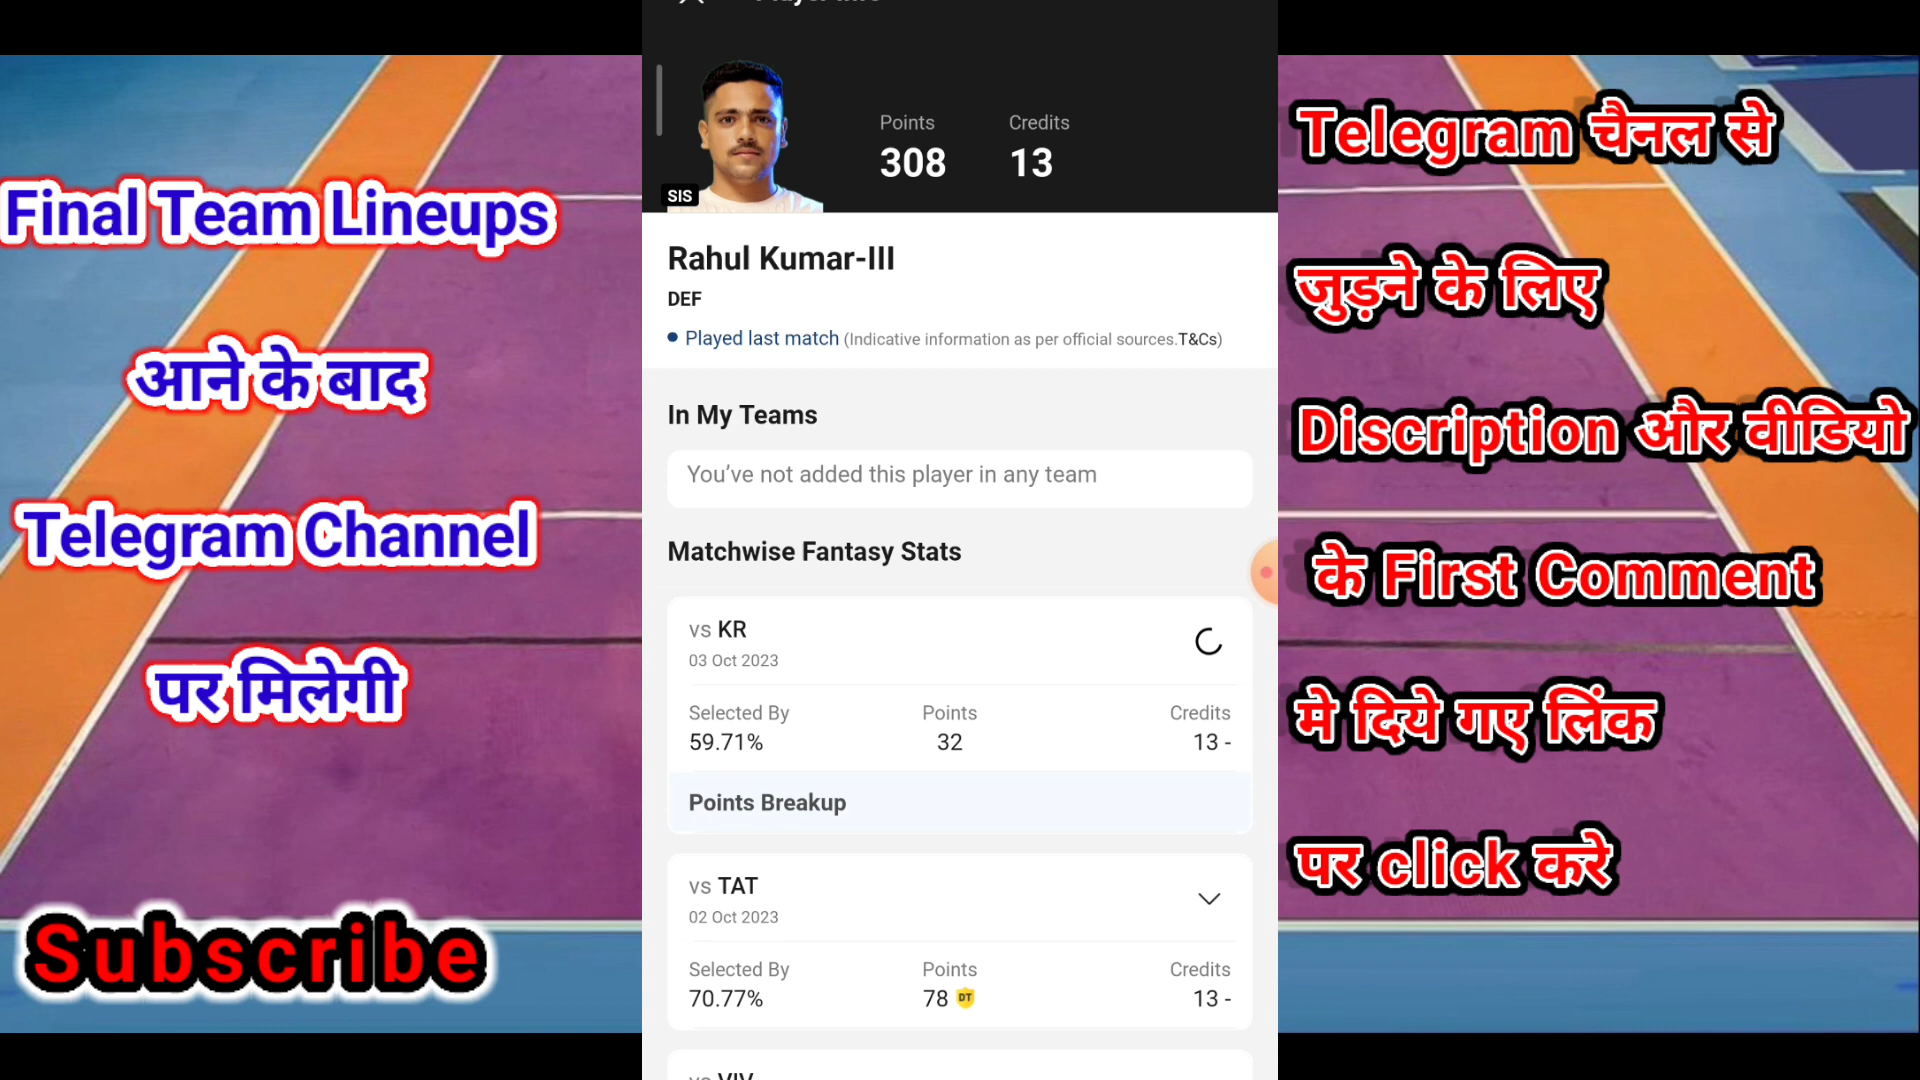 Final Team Lineups
आने के बाद
Telegram Channel
पर मिलेगी
Subscribe
Points
308
Credits
13
SIS
Rahul Kumar-III
DEF
Played last match (Indicative information as per official sources.T&Cs)
In My Teams
You’ve not added this player in any team
Matchwise Fantasy Stats
vs KR
03 Oct 2023
Selected By Points Credits
59.71% 32 13 -
Points Breakup
vs TAT
02 Oct 2023
Selected By Points Credits
70.77% 78 DT 13 -
Telegram चैनल से
जुड़ने के लिए
Discription और वीडियो
के First Comment
मे दिये गए लिंक
पर click करे